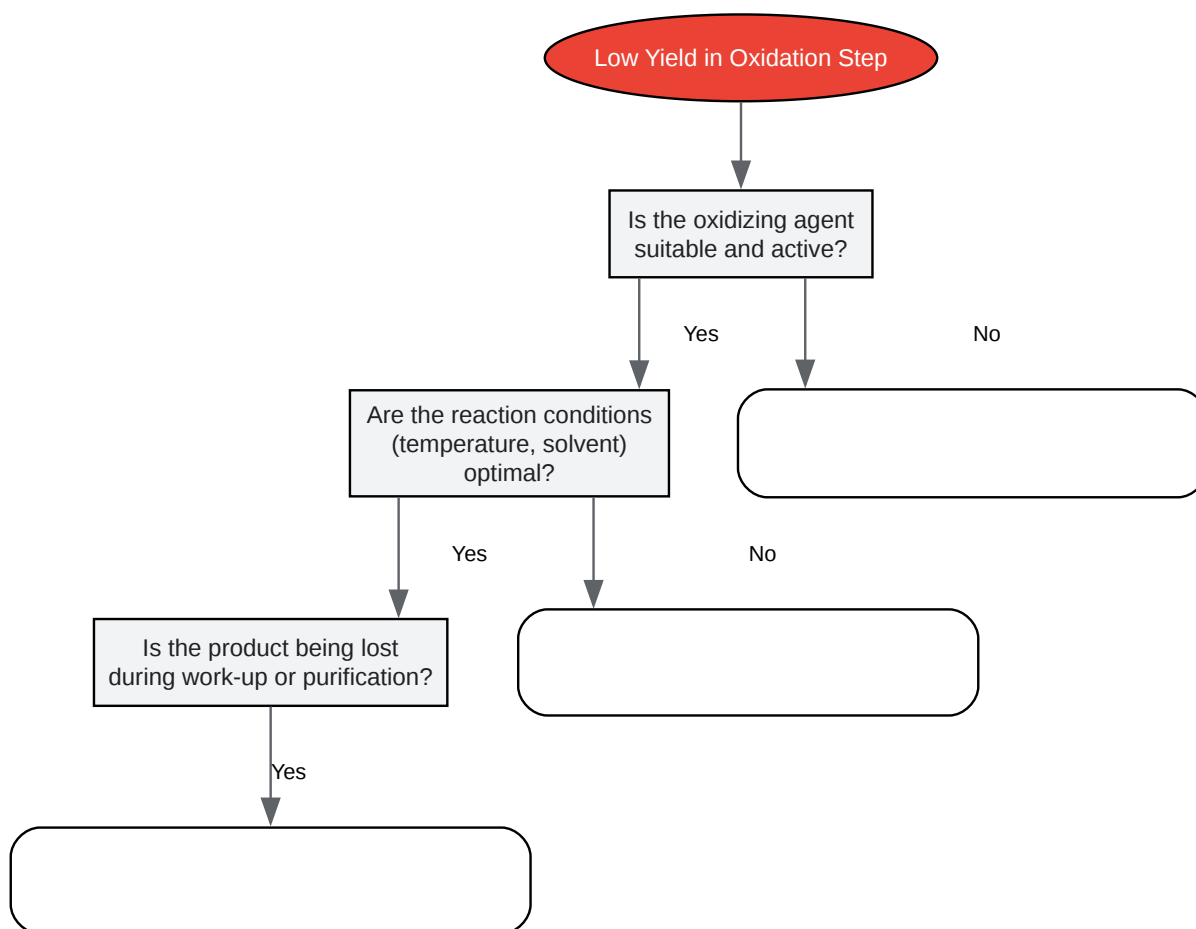 Low Yield in Oxidation Step
Is the oxidizing agent
suitable and active?
Yes
No
Are the reaction conditions
(temperature, solvent)
optimal?
Yes
No
Is the product being lost
during work-up or purification?
Yes